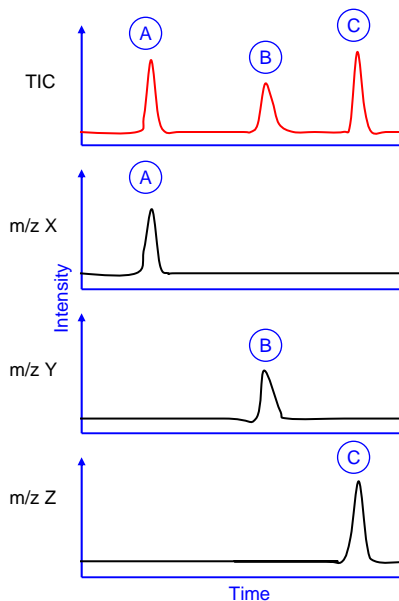 A
B
C
TIC
A
m/z X
Intensity
B
m/z Y
C
m/z Z
Time